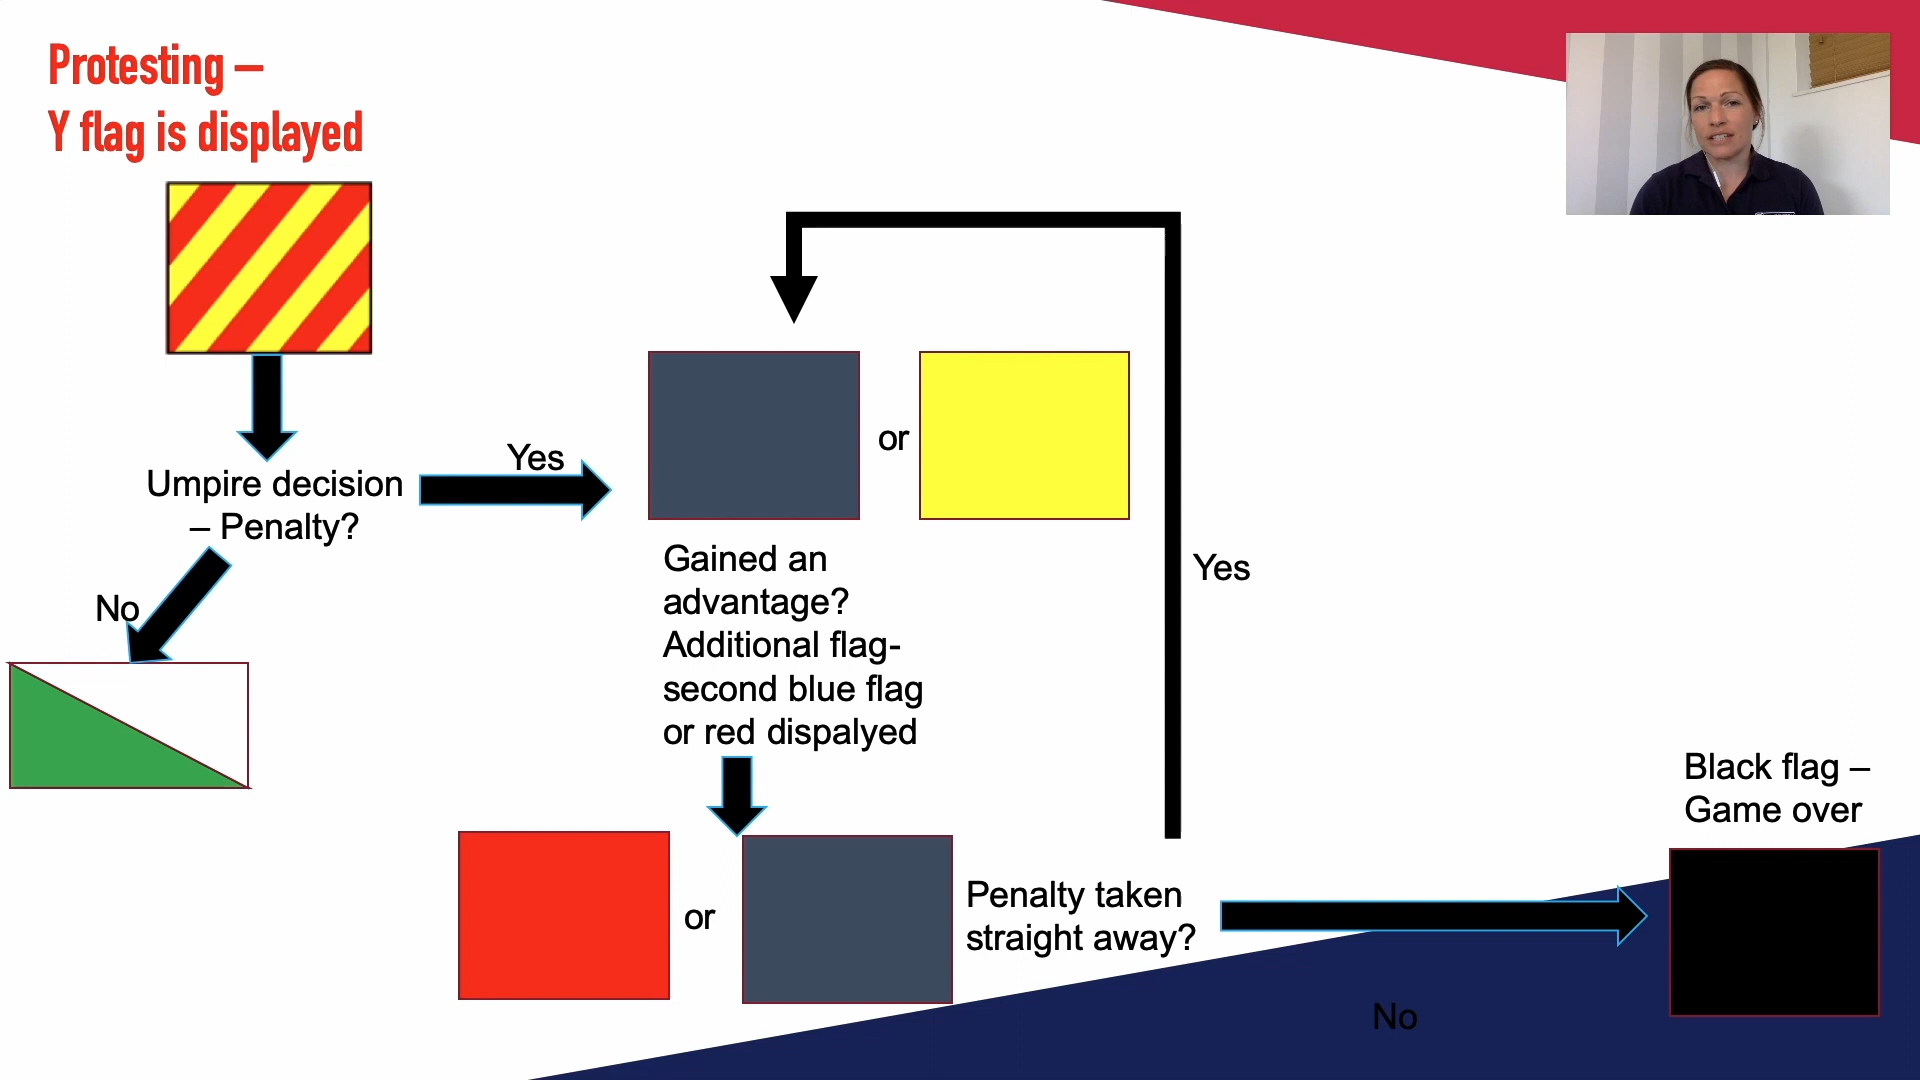 Protesting –
Y flag is displayed
Umpire decision
– Penalty?
Yes
No
or
Gained an
advantage?
Additional flag-
second blue flag
or red dispalyed
Yes
or
Penalty taken
straight away?
No
Black flag –
Game over